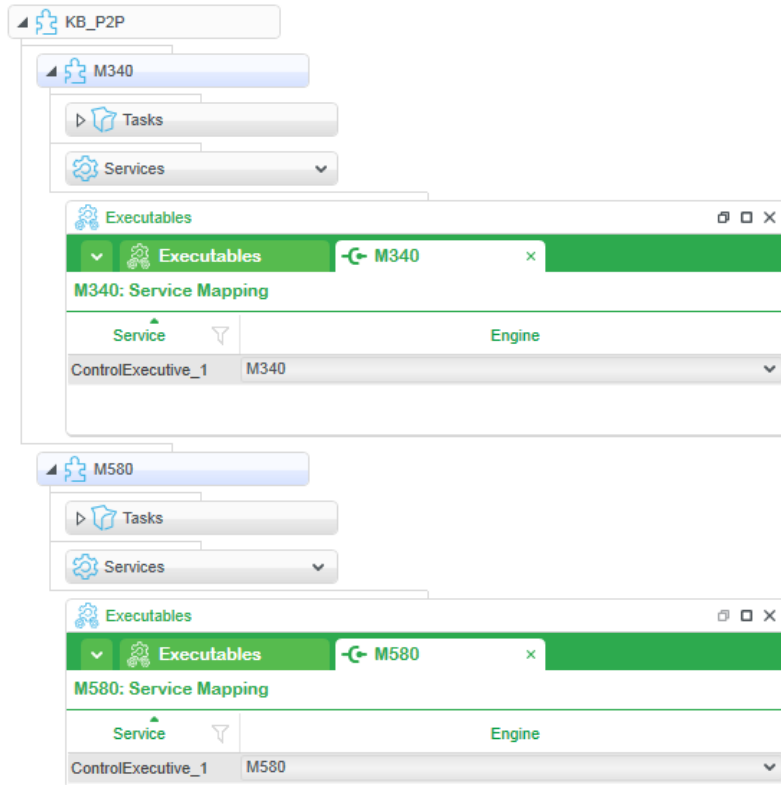 KB_P2P
M340
Tasks
Services
Executables
Executables M340
M340: Service Mapping
Service Engine
ControlExecutive_1 M340
M580
Tasks
Services
Executables
Executables M580
M580: Service Mapping
Service Engine
ControlExecutive_1 M580